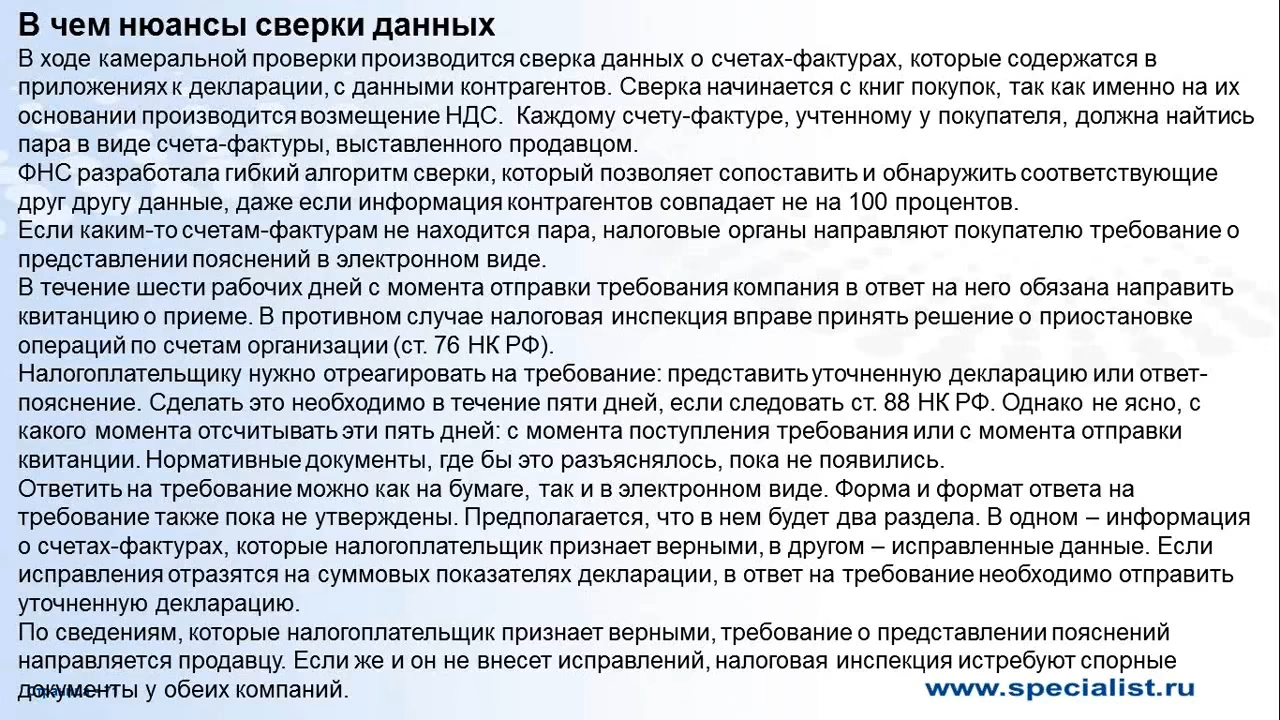 В чем нюансы сверки данных
В ходе камеральной проверки производится сверка данных о счетах-фактурах, которые содержатся в
приложениях к декларации, с данными контрагентов. Сверка начинается с книг покупок, так как именно на их
основании производится возмещение НДС. Каждому счету-фактуре, учтенному у покупателя, должна найтись
пара в виде счета-фактуры, выставленного продавцом.
ФНС разработала гибкий алгоритм сверки, который позволяет сопоставить и обнаружить соответствующие
друг другу данные, даже если информация контрагентов совпадает не на 100 процентов.
Если каким-то счетам-фактурам не находится пара, налоговые органы направляют покупателю требование о
представлении пояснений в электронном виде.
В течение шести рабочих дней с момента отправки требования компания в ответ на него обязана направить
квитанцию о приеме. В противном случае налоговая инспекция вправе принять решение о приостановке
операций по счетам организации (ст. 76 НК РФ).
Налогоплательщику нужно отреагировать на требование: представить уточненную декларацию или ответ-
пояснение. Сделать это необходимо в течение пяти дней, если следовать ст. 88 НК РФ. Однако не ясно, с
какого момента отсчитывать эти пять дней: с момента поступления требования или с момента отправки
квитанции. Нормативные документы, где бы это разъяснялось, пока не появились.
Ответить на требование можно как на бумаге, так и в электронном виде. Форма и формат ответа на
требование также пока не утверждены. Предполагается, что в нем будет два раздела. В одном – информация
о счетах-фактурах, которые налогоплательщик признает верными, в другом – исправленные данные. Если
исправления отразятся на суммовых показателях декларации, в ответ на требование необходимо отправить
уточненную декларацию.
По сведениям, которые налогоплательщик признает верными, требование о представлении пояснений
направляется продавцу. Если же и он не внесет исправлений, налоговая инспекция истребуют спорные
документы у обеих компаний.
www.specialist.ru